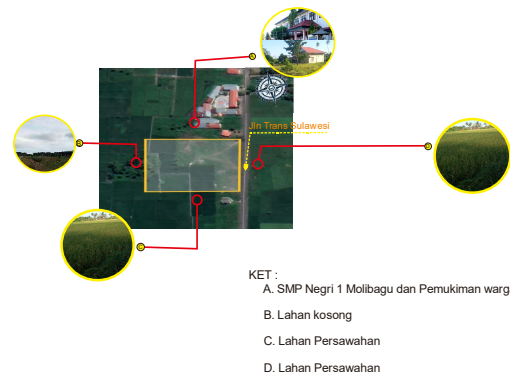 Jln Trans Sulawesi
KET :
A. SMP Negri 1 Molibagu dan Pemukiman warg
B. Lahan kosong
C. Lahan Persawahan
D. Lahan Persawahan